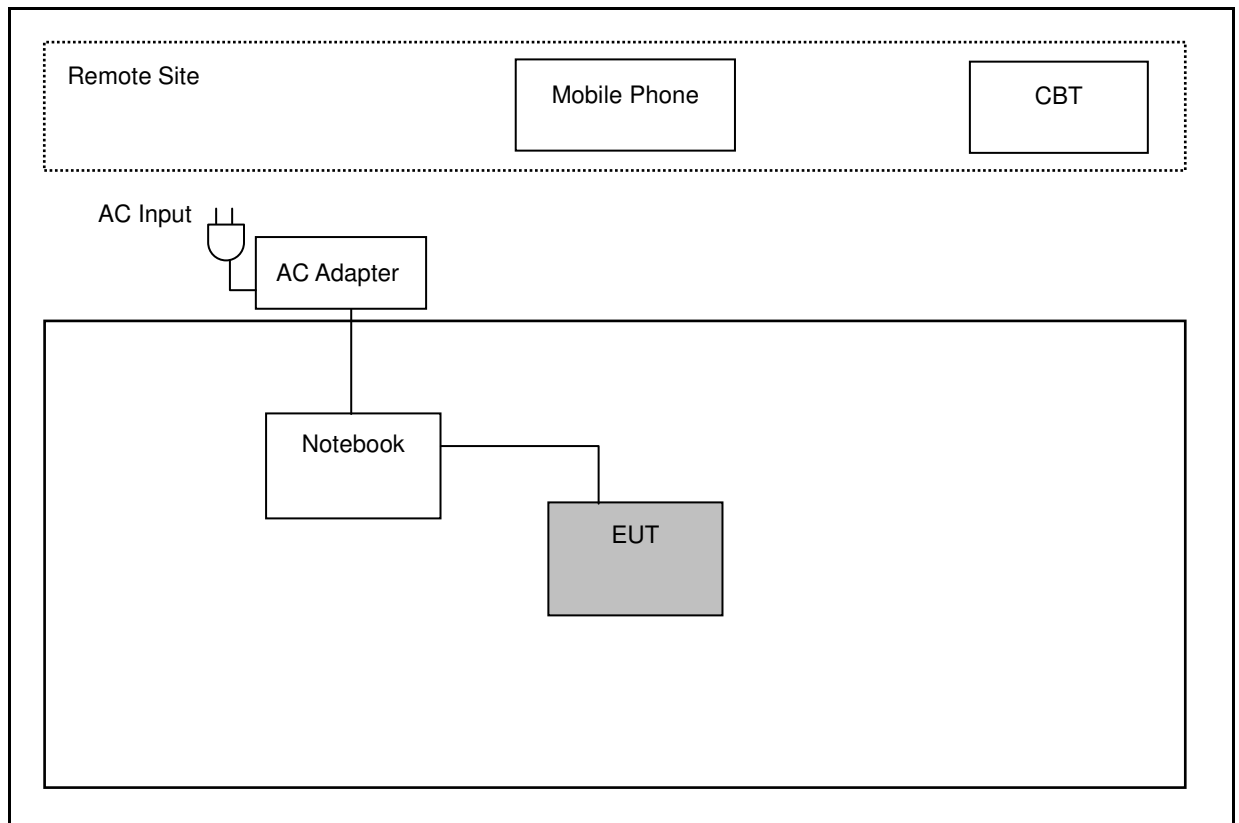 Remote Site
Mobile Phone
CBT
AC Input
AC Adapter
Notebook
EUT